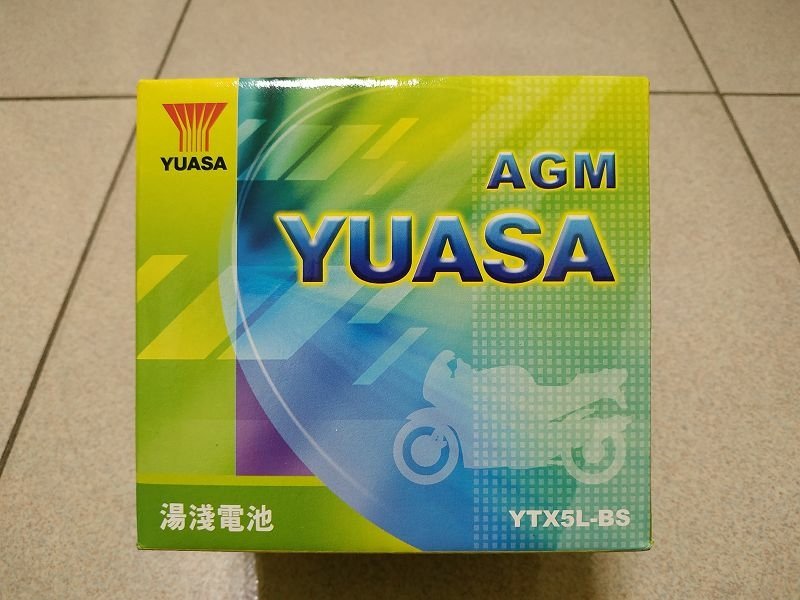 YUASA
AGM
YUASA
湯淺電池
YTX5L-BS